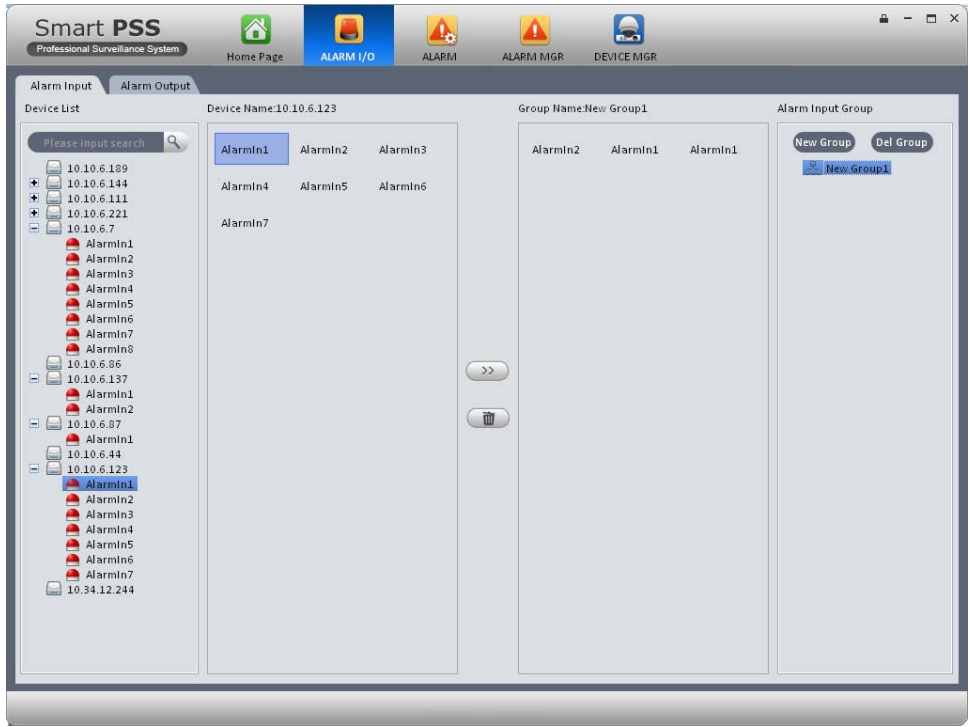 Smart PSS
Professional Surveillance System
Home Page
ALARM I/O
ALARM
ALARM MGR
DEVICE MGR
Alarm Input
Alarm Output
Device List
Please input search
10.10.6.189
10.10.6.144
10.10.6.111
10.10.6.221
10.10.6.7
AlarmIn1
AlarmIn2
AlarmIn3
AlarmIn4
AlarmIn5
AlarmIn6
AlarmIn7
AlarmIn8
10.10.6.86
10.10.6.137
AlarmIn1
AlarmIn2
10.10.6.87
AlarmIn1
10.10.6.44
10.10.6.123
AlarmIn1
AlarmIn2
AlarmIn3
AlarmIn4
AlarmIn5
AlarmIn6
AlarmIn7
10.34.12.244
Device Name:10.10.6.123
AlarmIn1 AlarmIn2 AlarmIn3
AlarmIn4 AlarmIn5 AlarmIn6
AlarmIn7
>>
Group Name:New Group1
AlarmIn2 AlarmIn1 AlarmIn1
Alarm Input Group
New Group Del Group
New Group1